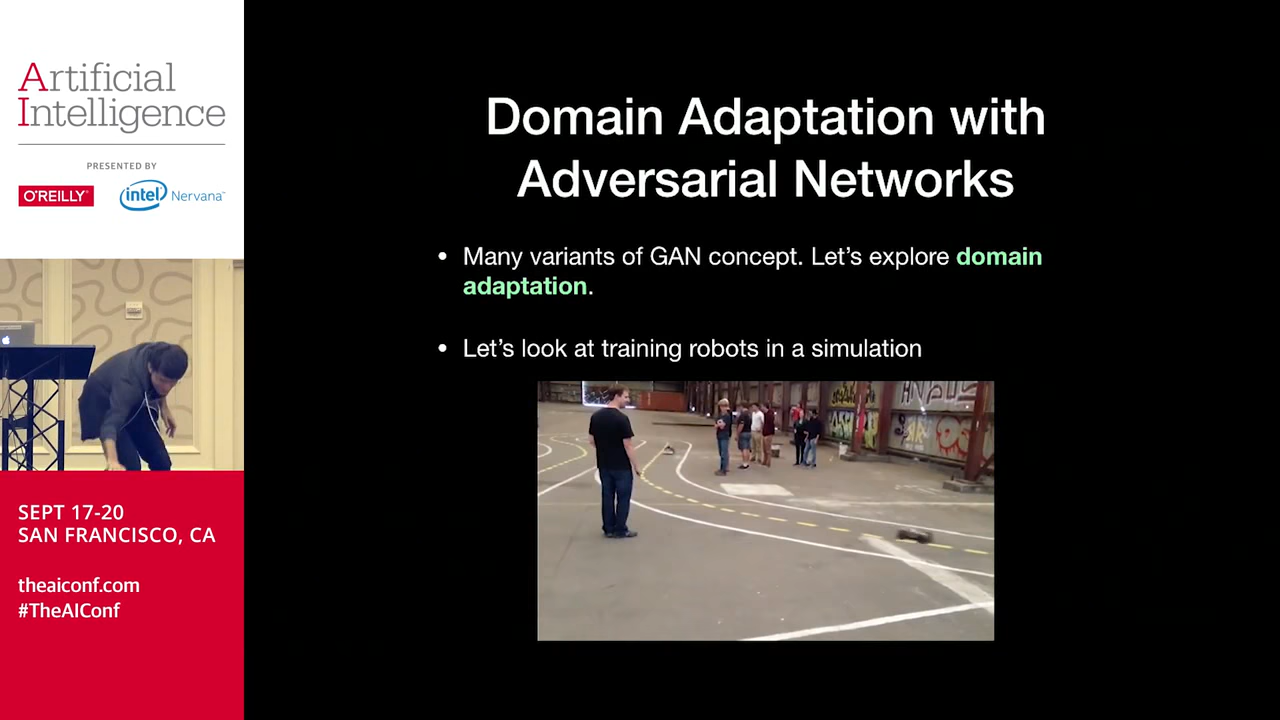 Artificial
Intelligence
PRESENTED BY
O'REILLY
intel Nervana
SEPT 17-20
SAN FRANCISCO, CA
theaiconf.com
#TheAIConf
Domain Adaptation with
Adversarial Networks
• Many variants of GAN concept. Let's explore domain
adaptation.
• Let's look at training robots in a simulation